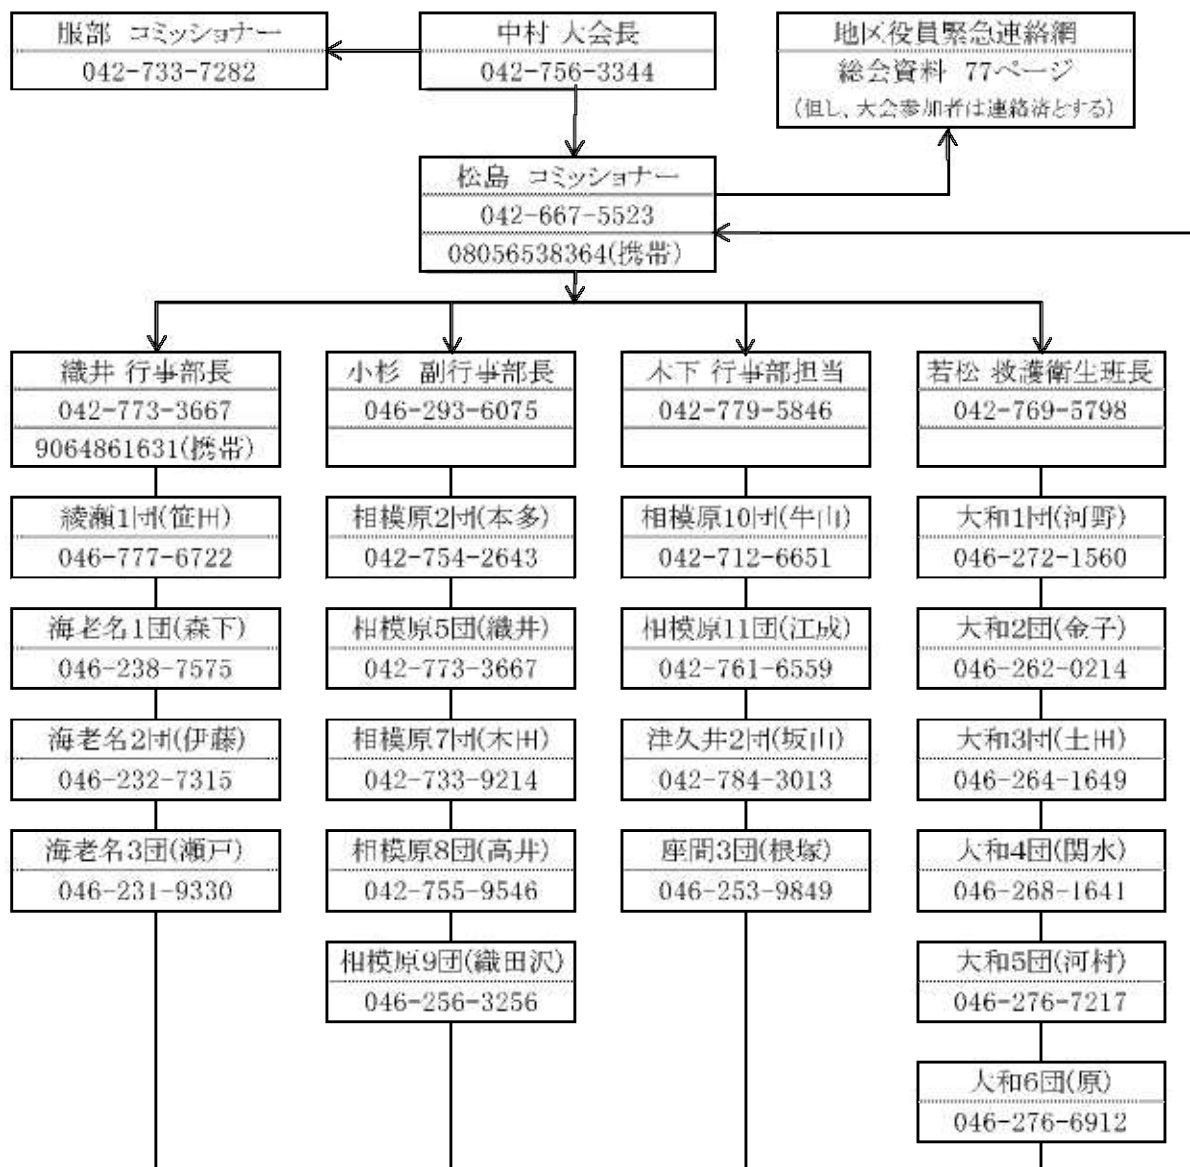 服部 コミッショナー
042-733-7282
中村 大会長
042-756-3344
地区役員緊急連絡網
総会資料 77ページ
(但し、大会参加者は連絡済とする)
松島 コミッショナー
042-667-5523
08056538364(携帯)
織井 行事部長
042-773-3667
9064861631(携帯)
小杉 副行事部長
046-293-6075
木下 行事部担当
042-779-5846
若松 救護衛生班長
042-769-5798
綾瀬1団(笹田)
046-777-6722
海老名1団(森下)
046-238-7575
海老名2団(伊藤)
046-232-7315
海老名3団(瀬戸)
046-231-9330
相模原2団(本多)
042-754-2643
相模原5団(織井)
042-773-3667
相模原7団(木田)
042-733-9214
相模原8団(高井)
042-755-9546
相模原9団(織田沢)
046-256-3256
相模原10団(牛山)
042-712-6651
相模原11団(江成)
042-761-6559
津久井2団(坂山)
042-784-3013
座間3団(根塚)
046-253-9849
大和1団(河野)
046-272-1560
大和2団(金子)
046-262-0214
大和3団(土田)
046-264-1649
大和4団(関水)
046-268-1641
大和5団(河村)
046-276-7217
大和6団(原)
046-276-6912